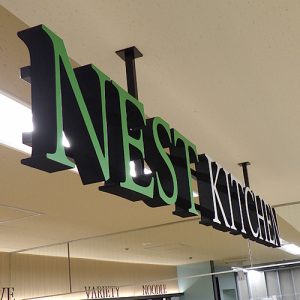 NEST KITCHEN
VARIETY NOODLE